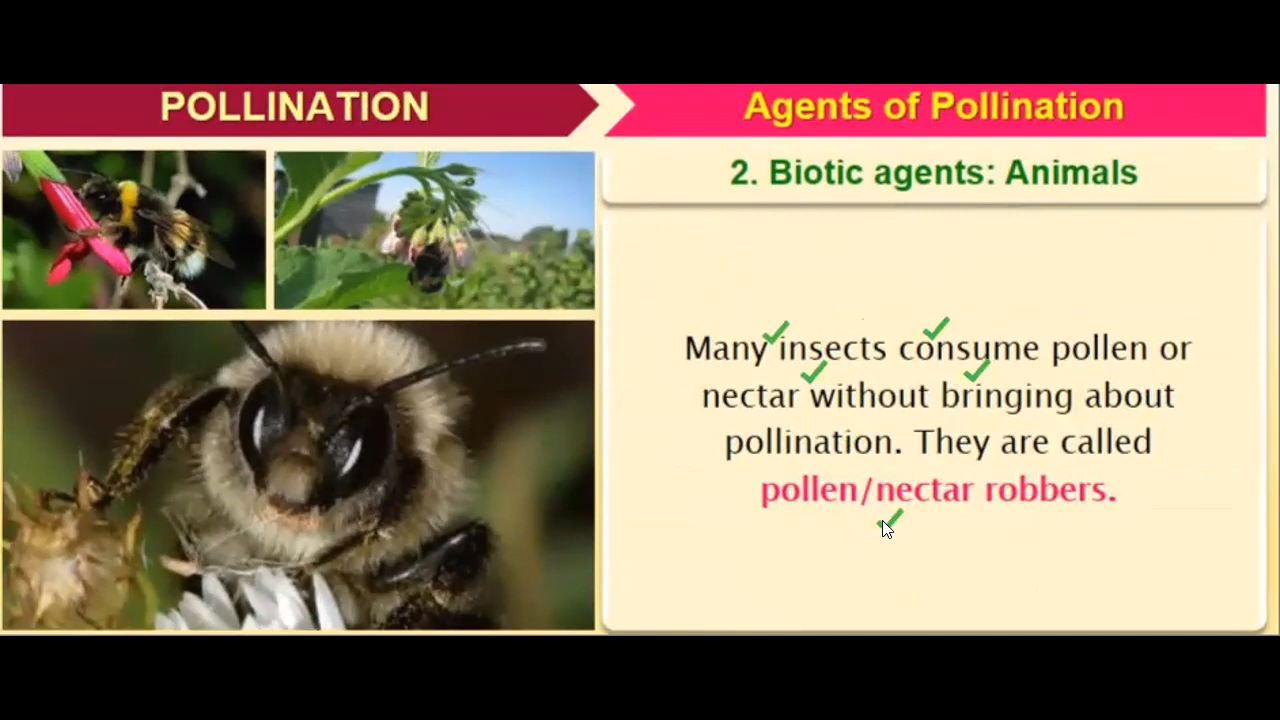 POLLINATION
Agents of Pollination
2. Biotic agents: Animals
Many insects consume pollen or
nectar without bringing about
pollination. They are called
pollen/nectar robbers.